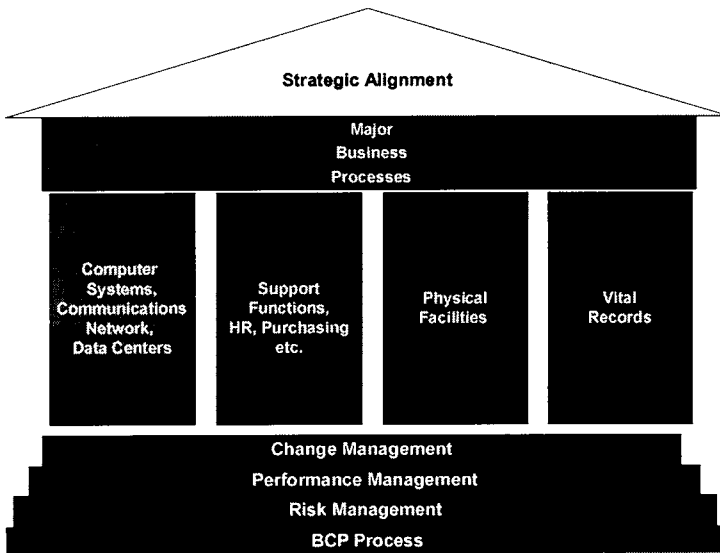 Strategic Alignment
Major
Business
Processes
Computer
Systems,
Communications
Network,
Data Centers
Support
Functions,
HR, Purchasing
etc.
Physical
Facilities
Vital
Records
Change Management
Performance Management
Risk Management
BCP Process